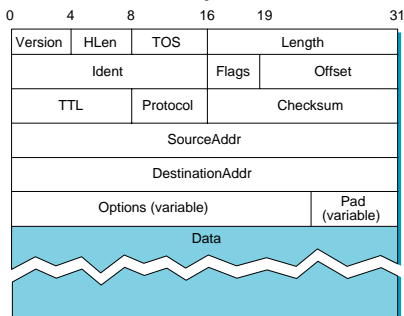 0 4 8 16 19 31
Version HLen TOS Length
Ident Flags Offset
TTL Protocol Checksum
SourceAddr
DestinationAddr
Options (variable) Pad
(variable)
Data